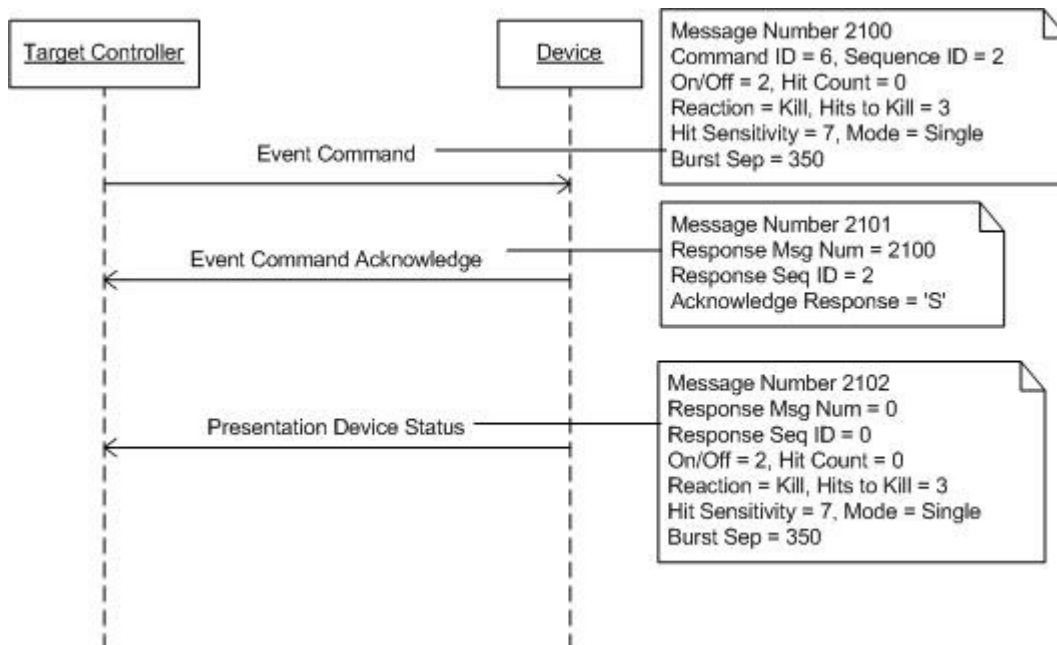 Target Controller
Device
Message Number 2100
Command ID = 6, Sequence ID = 2
On/Off = 2, Hit Count = 0
Reaction = Kill, Hits to Kill = 3
Hit Sensitivity = 7, Mode = Single
Burst Sep = 350
Event Command
Message Number 2101
Response Msg Num = 2100
Response Seq ID = 2
Acknowledge Response = 'S'
Event Command Acknowledge
Message Number 2102
Response Msg Num = 0
Response Seq ID = 0
On/Off = 2, Hit Count = 0
Reaction = Kill, Hits to Kill = 3
Hit Sensitivity = 7, Mode = Single
Burst Sep = 350
Presentation Device Status